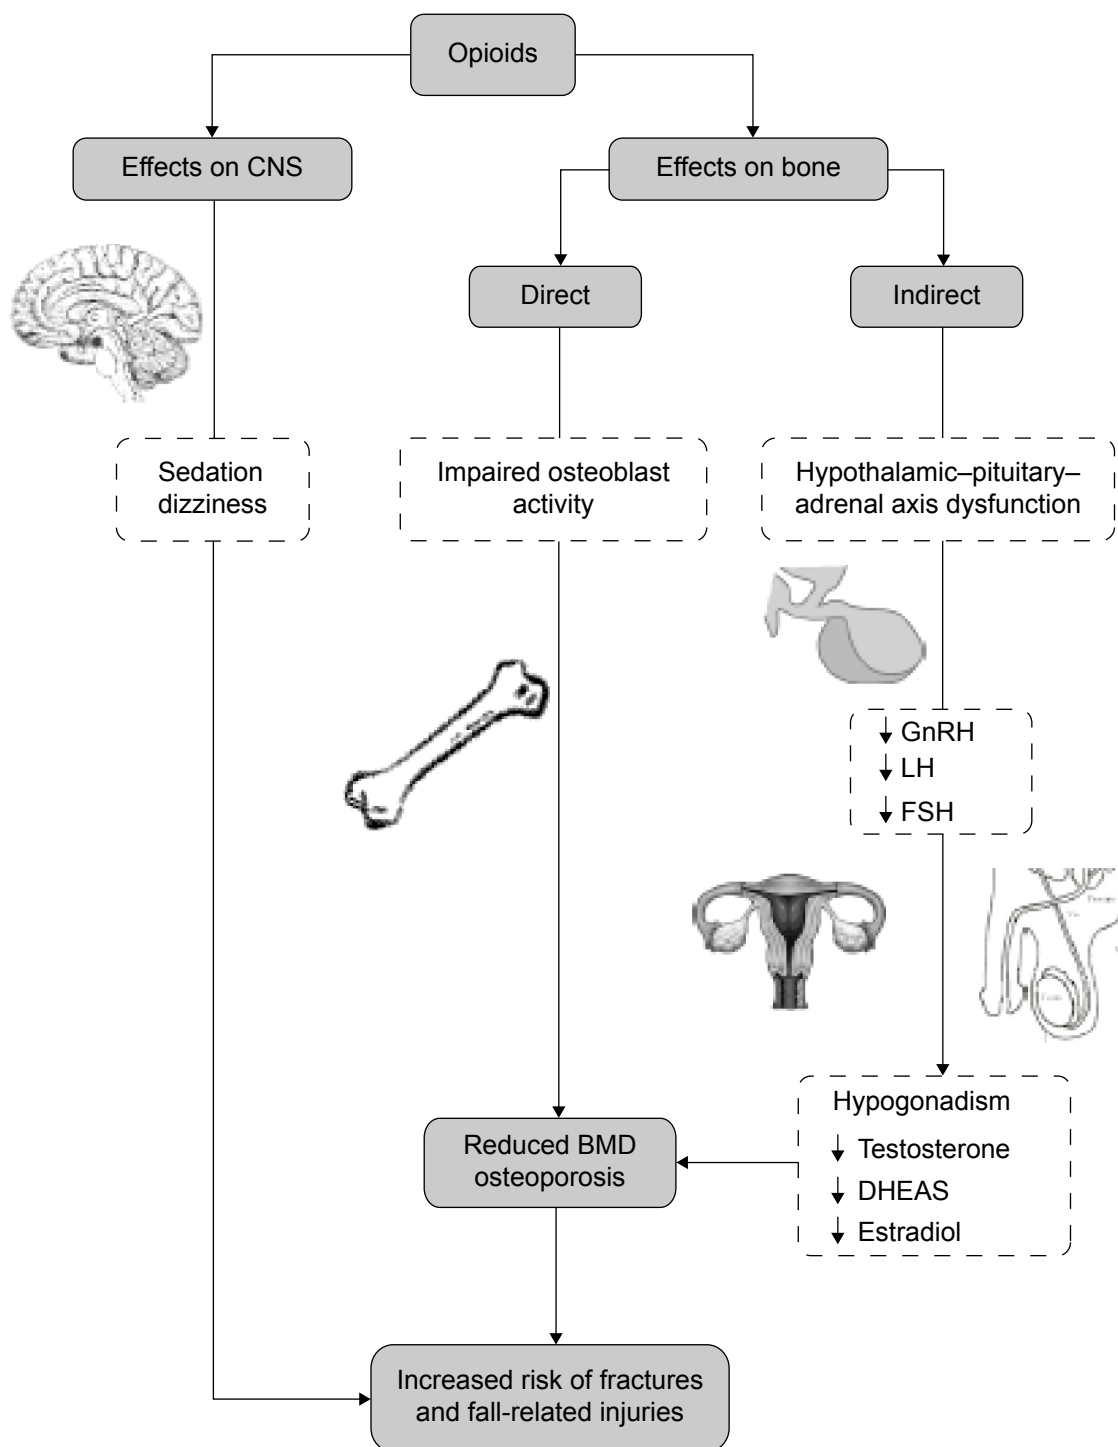 Opioids
Effects on CNS
Effects on bone
Direct
Indirect
Sedation
dizziness
Impaired osteoblast
activity
Hypothalamic–pituitary–
adrenal axis dysfunction
↓ GnRH
↓ LH
↓ FSH
Hypogonadism
↓ Testosterone
↓ DHEAS
↓ Estradiol
Reduced BMD
osteoporosis
Increased risk of fractures
and fall-related injuries